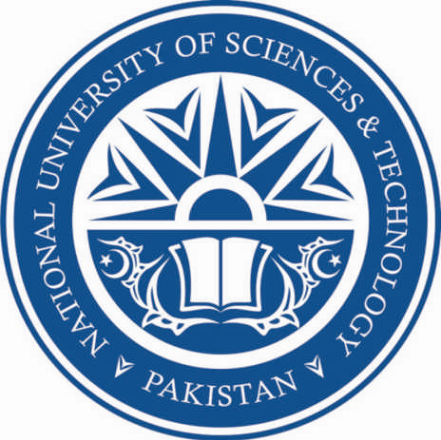 NATIONAL UNIVERSITY OF SCIENCES & TECHNOLOGY
PAKISTAN